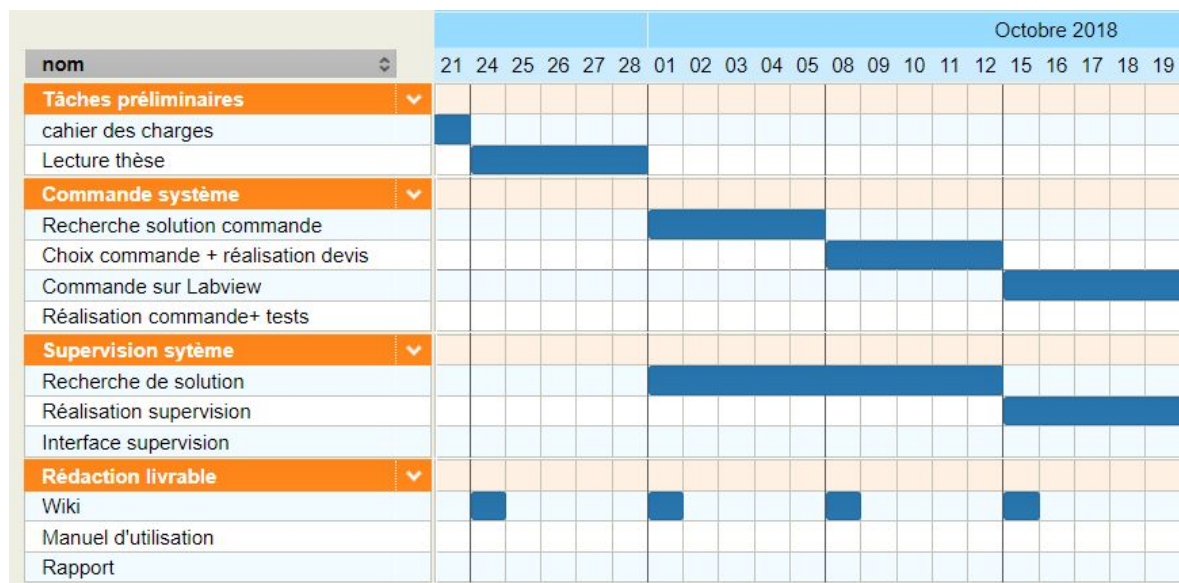 Octobre 2018
nom 21 24 25 26 27 28 01 02 03 04 05 08 09 10 11 12 15 16 17 18 19
Tâches préliminaires
cahier des charges
Lecture thèse
Commande système
Recherche solution commande
Choix commande + réalisation devis
Commande sur Labview
Réalisation commande+ tests
Supervision sytème
Recherche de solution
Réalisation supervision
Interface supervision
Rédaction livrable
Wiki
Manuel d'utilisation
Rapport